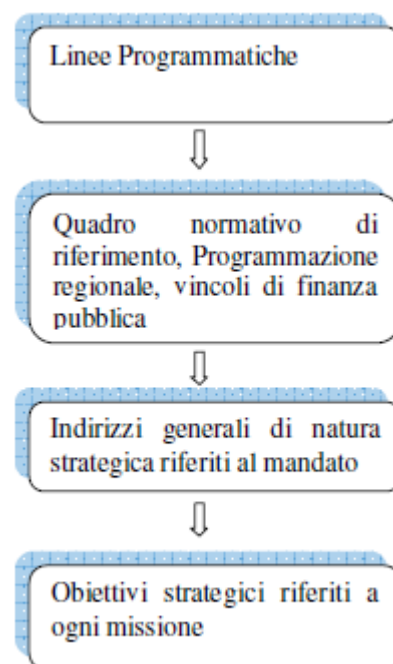 Linee Programmatiche
Quadro normativo di
riferimento, Programmazione
regionale, vincoli di finanza
pubblica
Indirizzi generali di natura
strategica riferiti al mandato
Obiettivi strategici riferiti a
ogni missione